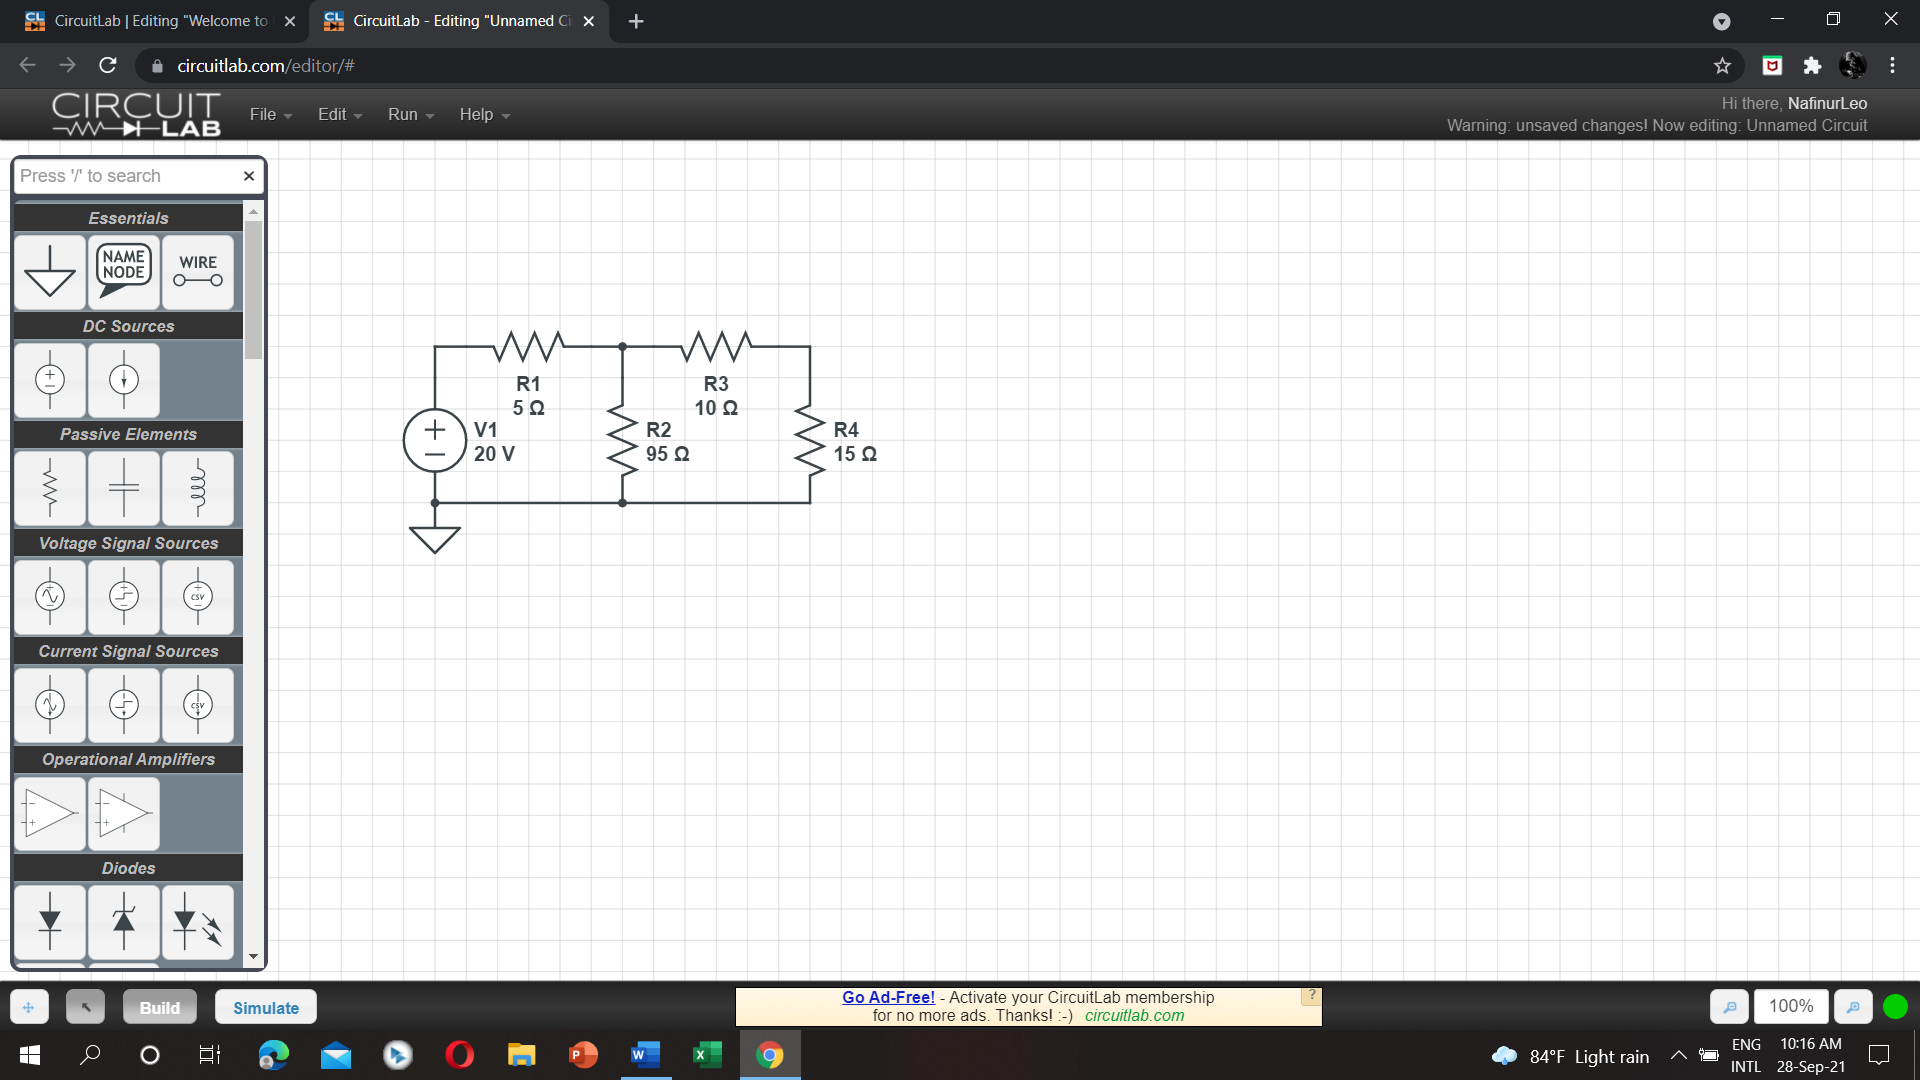 CircuitLab | Editing "Welcome to
CircuitLab - Editing "Unnamed Ci
circuitlab.com/editor/#
CIRCUIT
LAB
File
Edit
Run
Help
Hi there, NafinurLeo
Warning: unsaved changes! Now editing: Unnamed Circuit
Press '/' to search
Essentials
NAME
NODE
WIRE
DC Sources
Passive Elements
Voltage Signal Sources
csv
Current Signal Sources
csv
Operational Amplifiers
Diodes
R1
5 Ω
R3
10 Ω
V1
20 V
R2
95 Ω
R4
15 Ω
Build
Simulate
Go Ad-Free! - Activate your CircuitLab membership
for no more ads. Thanks! :-) circuitlab.com
?
100%
84°F Light rain
ENG
INTL
10:16 AM
28-Sep-21